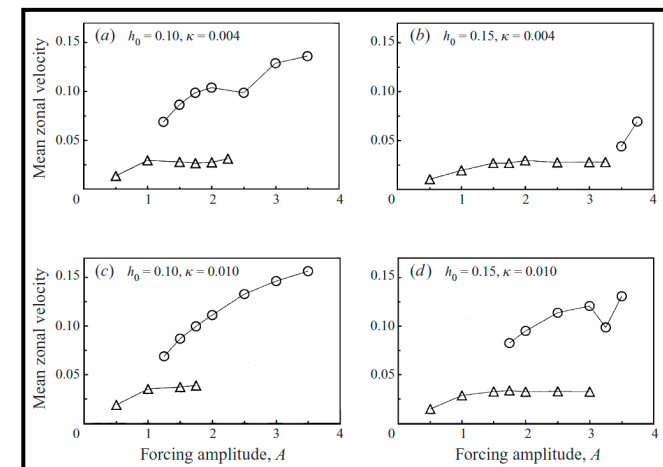 (a) h₀ = 0.10, κ = 0.004
(b) h₀ = 0.15, κ = 0.004
Mean zonal velocity
0.15
0.10
0.05
0 1 2 3 4
0.15
0.10
0.05
0 1 2 3 4
(c) h₀ = 0.10, κ = 0.010
(d) h₀ = 0.15, κ = 0.010
Mean zonal velocity
0.15
0.10
0.05
0 1 2 3 4
0.15
0.10
0.05
0 1 2 3 4
Forcing amplitude, A
Forcing amplitude, A